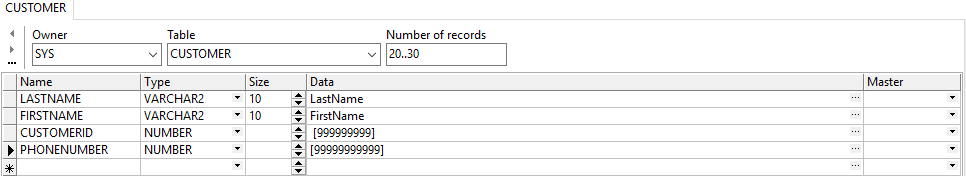 CUSTOMER
Owner Table Number of records
SYS CUSTOMER 20..30
Name Type Size Data Master
LASTNAME VARCHAR2 10 LastName ...
FIRSTNAME VARCHAR2 10 FirstName ...
CUSTOMERID NUMBER [999999999] ...
PHONENUMBER NUMBER [99999999999] ...